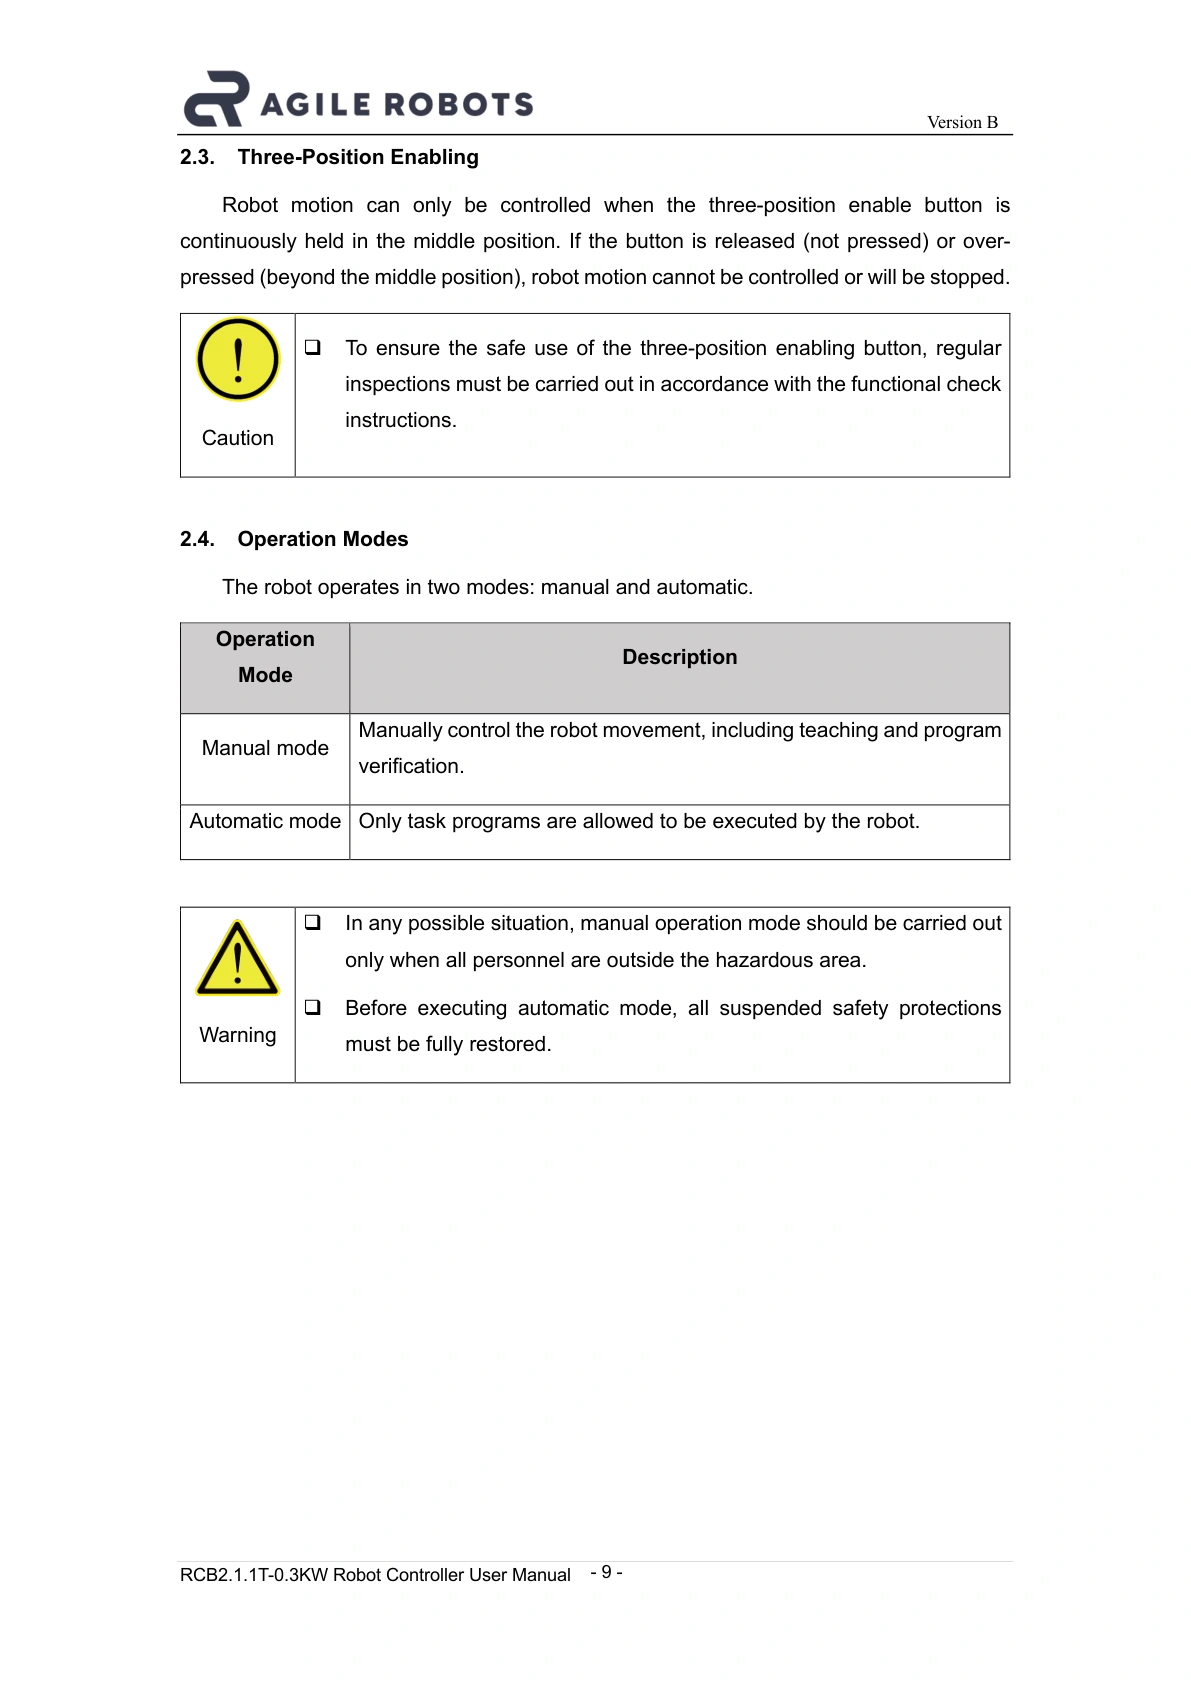 AGILE ROBOTS
Version B
2.3. Three-Position Enabling
Robot motion can only be controlled when the three-position enable button is
continuously held in the middle position. If the button is released (not pressed) or over-
pressed (beyond the middle position), robot motion cannot be controlled or will be stopped.
Caution
❑ To ensure the safe use of the three-position enabling button, regular
inspections must be carried out in accordance with the functional check
instructions.
2.4. Operation Modes
The robot operates in two modes: manual and automatic.
Operation
Mode
Description
Manual mode
Manually control the robot movement, including teaching and program
verification.
Automatic mode
Only task programs are allowed to be executed by the robot.
Warning
❑ In any possible situation, manual operation mode should be carried out
only when all personnel are outside the hazardous area.
❑ Before executing automatic mode, all suspended safety protections
must be fully restored.
RCB2.1.1T-0.3KW Robot Controller User Manual - 9 -